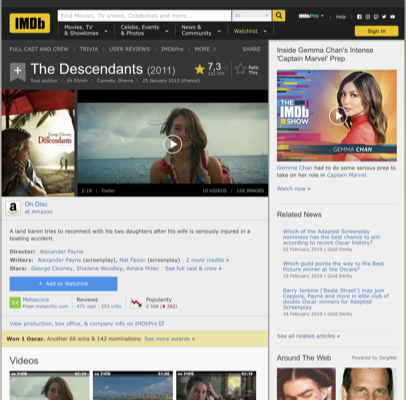 IMDb
Find Movies, TV shows, Celebrities and more...
All
IMDbPro
Help
Movies, TV
& Showtimes
Celebs, Events
& Photos
News &
Community
Watchlist
Sign in
FULL CAST AND CREW | TRIVIA | USER REVIEWS | IMDbPro | MORE
SHARE
The Descendants (2011)
7,3
Rate
This
Tous publics | 1h 55min | Comedy, Drama | 25 January 2012 (France)
George Clooney
the Descendants
2:19 | Trailer
10 VIDEOS | 158 IMAGES
On Disc
at Amazon
A land baron tries to reconnect with his two daughters after his wife is seriously injured in a
boating accident.
Director: Alexander Payne
Writers: Alexander Payne (screenplay), Nat Faxon (screenplay) | 2 more credits »
Stars: George Clooney, Shailene Woodley, Amara Miller | See full cast & crew »
+ Add to Watchlist
84
Metascore
From metacritic.com
Reviews
475 user | 553 critic
Popularity
2 568 (
View production, box office, & company info on IMDbPro
Won 1 Oscar. Another 66 wins & 142 nominations. See more awards »
Videos
Inside Gemma Chan's Intense
'Captain Marvel' Prep
THE
IMDb
SHOW
GEMMA CHAN
Gemma Chan had to do some serious prep to
take on her role in Captain Marvel.
Watch now »
Related News
Which of the Adapted Screenplay
nominees has the best chance to win
according to recent Oscar history?
22 February 2019 | Gold Derby
Which guild points the way to the Best
Picture winner at the Oscars?
19 February 2019 | Gold Derby
Barry Jenkins ('Beale Street') may join
Coppola, Payne and more in elite club
of double Oscar winners for Adapted
Screenplay
14 February 2019 | Gold Derby
See all related articles »
Around The Web
Powered by ZergNet